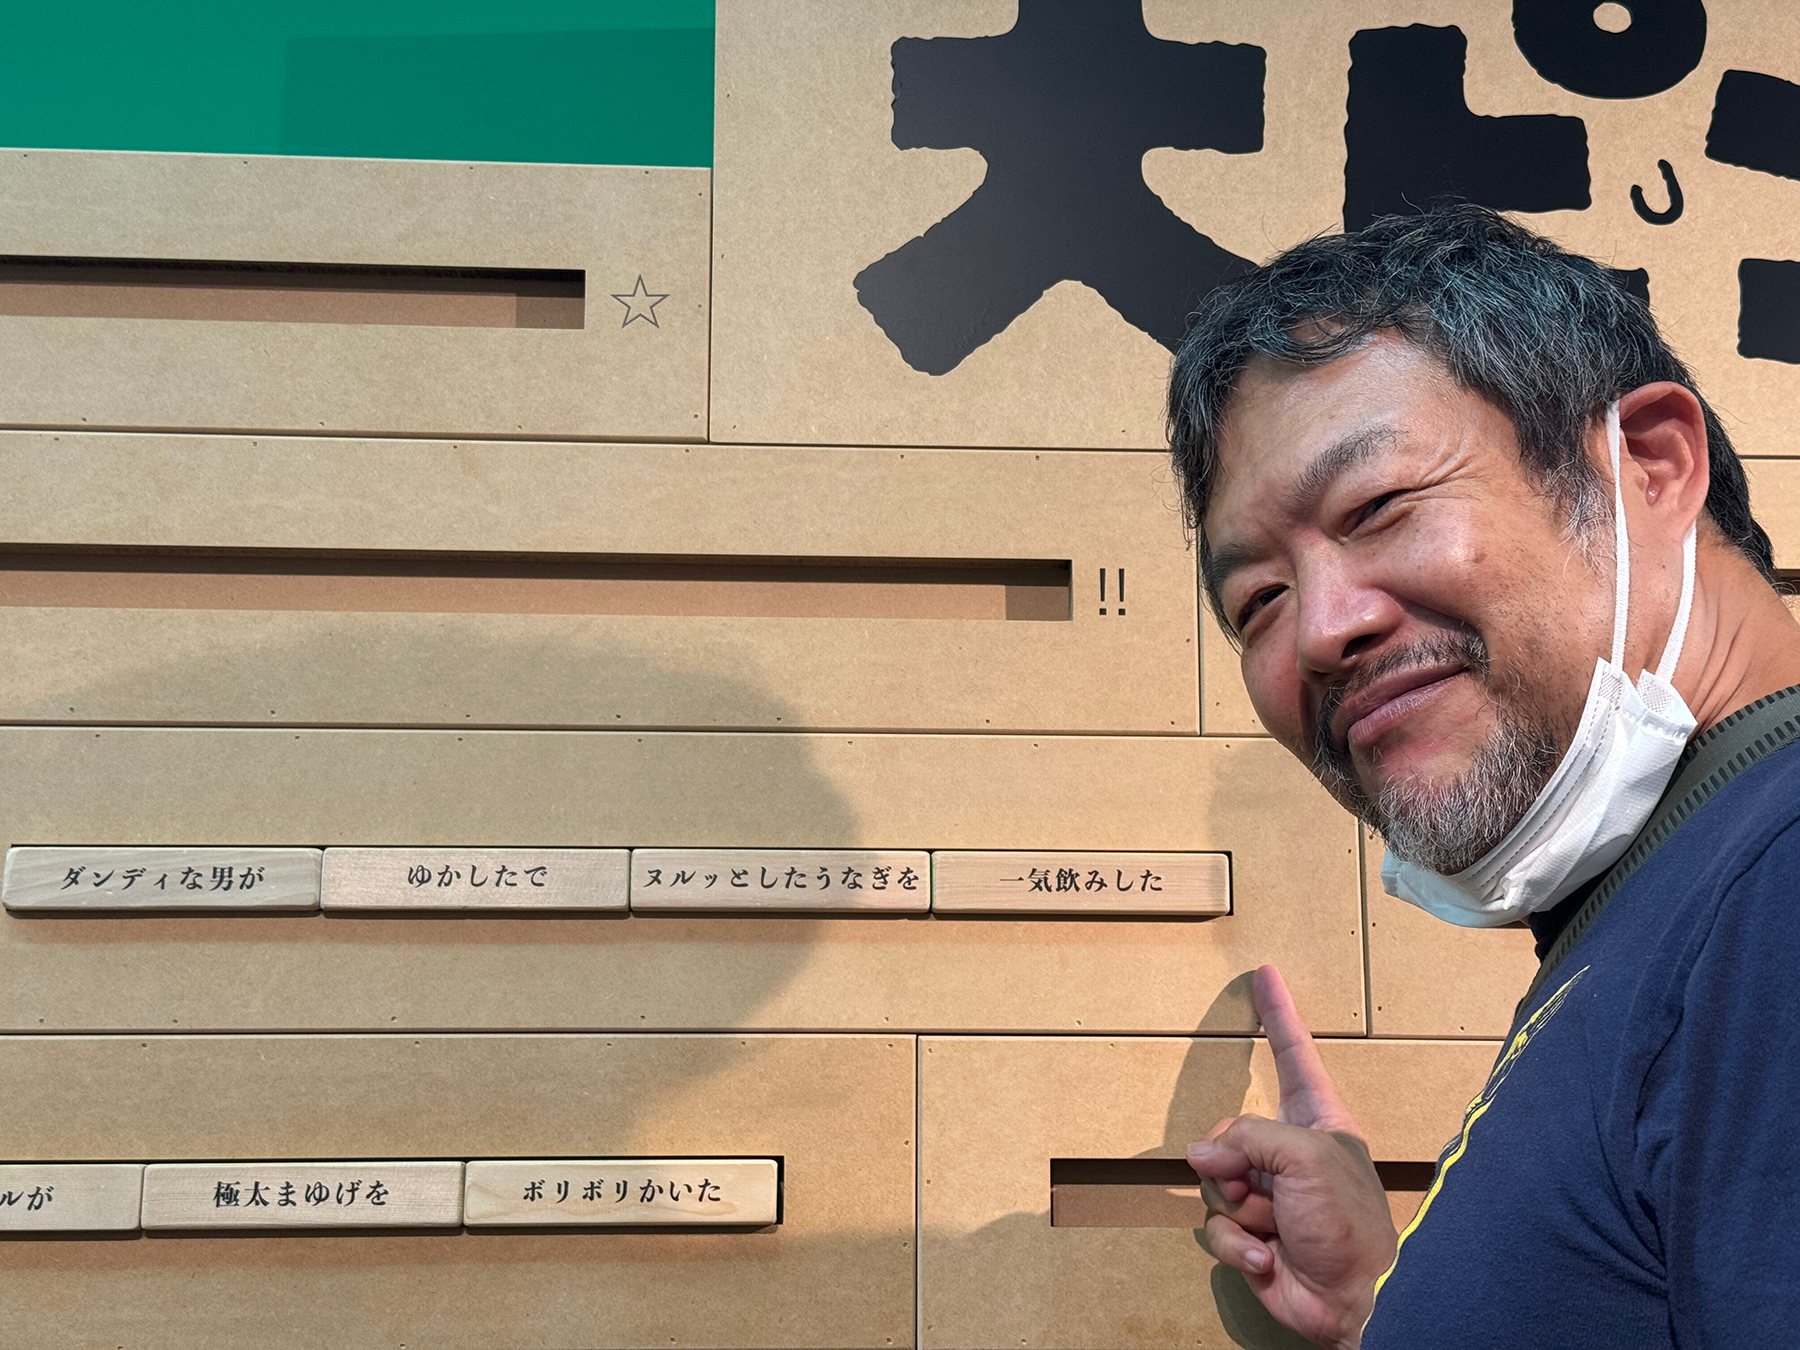 大ピ
☆
!!
ダンディな男が ゆかしたで ヌルッとしたうなぎを 一気飲みした
ルが 極太まゆげを ボリボリかいた